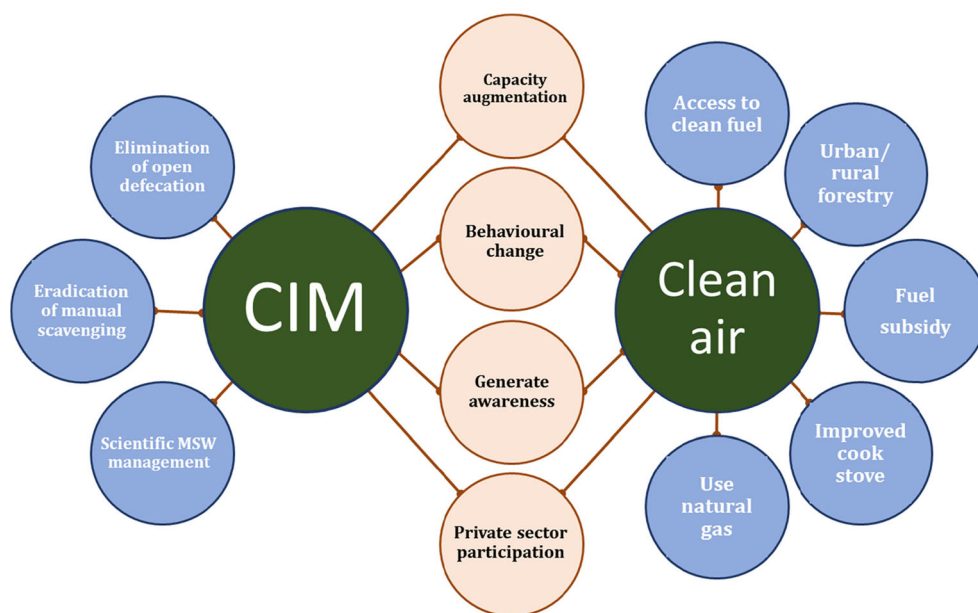 Elimination
of open
defecation
Eradication
of manual
scavenging
Scientific MSW
management
CIM
Capacity
augmentation
Behavioural
change
Generate
awareness
Private sector
participation
Clean
air
Access to
clean fuel
Urban/
rural
forestry
Fuel
subsidy
Improved
cook
stove
Use
natural
gas